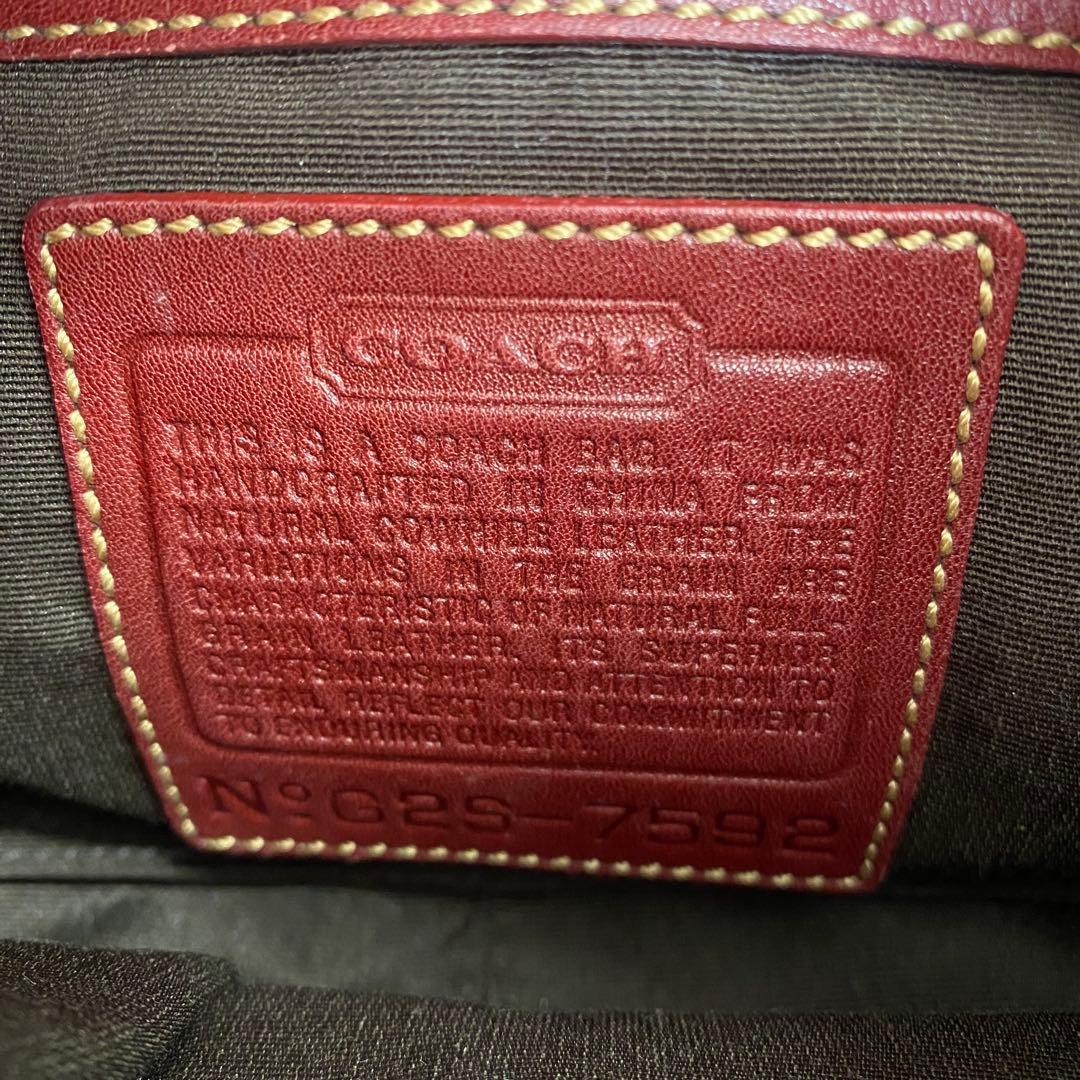 COACH
THIS IS A COACH BAG. IT WAS
HANDCRAFTED IN CHINA FROM
NATURAL COWHIDE LEATHER. THE
VARIATIONS IN THE GRAIN ARE
CHARACTERISTIC OF NATURAL FULL-
GRAIN LEATHER. ITS SUPERIOR
CRAFTSMANSHIP AND ATTENTION TO
DETAIL REFLECT OUR COMMITMENT
TO ENDURING QUALITY.
No G2S-7592